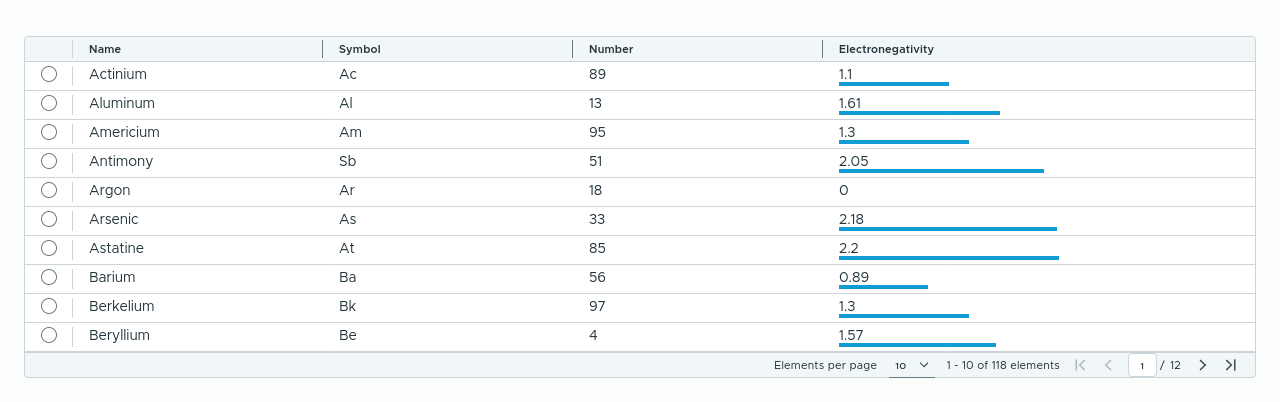 Name Symbol Number Electronegativity
Actinium Ac 89 1.1
Aluminum Al 13 1.61
Americium Am 95 1.3
Antimony Sb 51 2.05
Argon Ar 18 0
Arsenic As 33 2.18
Astatine At 85 2.2
Barium Ba 56 0.89
Berkelium Bk 97 1.3
Beryllium Be 4 1.57
Elements per page 10 1 - 10 of 118 elements 1 / 12